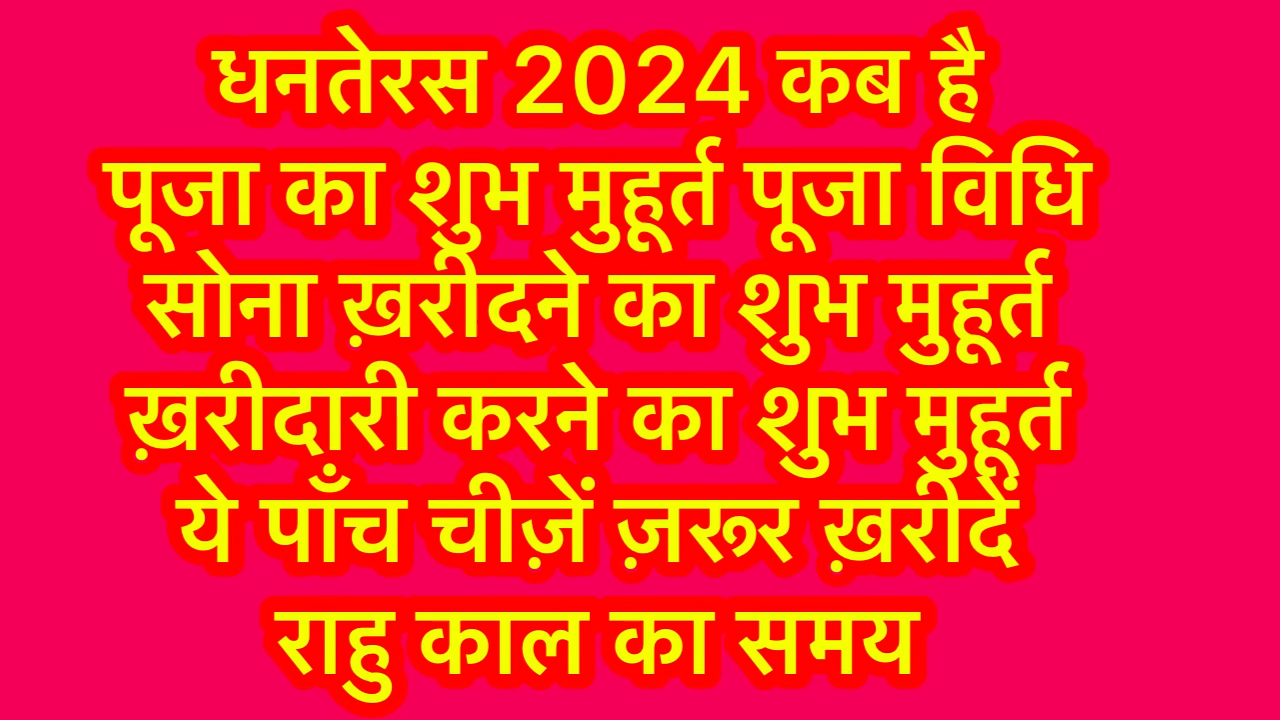 धनतेरस 2024 कब है
पूजा का शुभ मुहूर्त पूजा विधि
सोना ख़रीदने का शुभ मुहूर्त
ख़रीदारी करने का शुभ मुहूर्त
ये पाँच चीज़ें ज़रूर ख़रीदें
राहु काल का समय